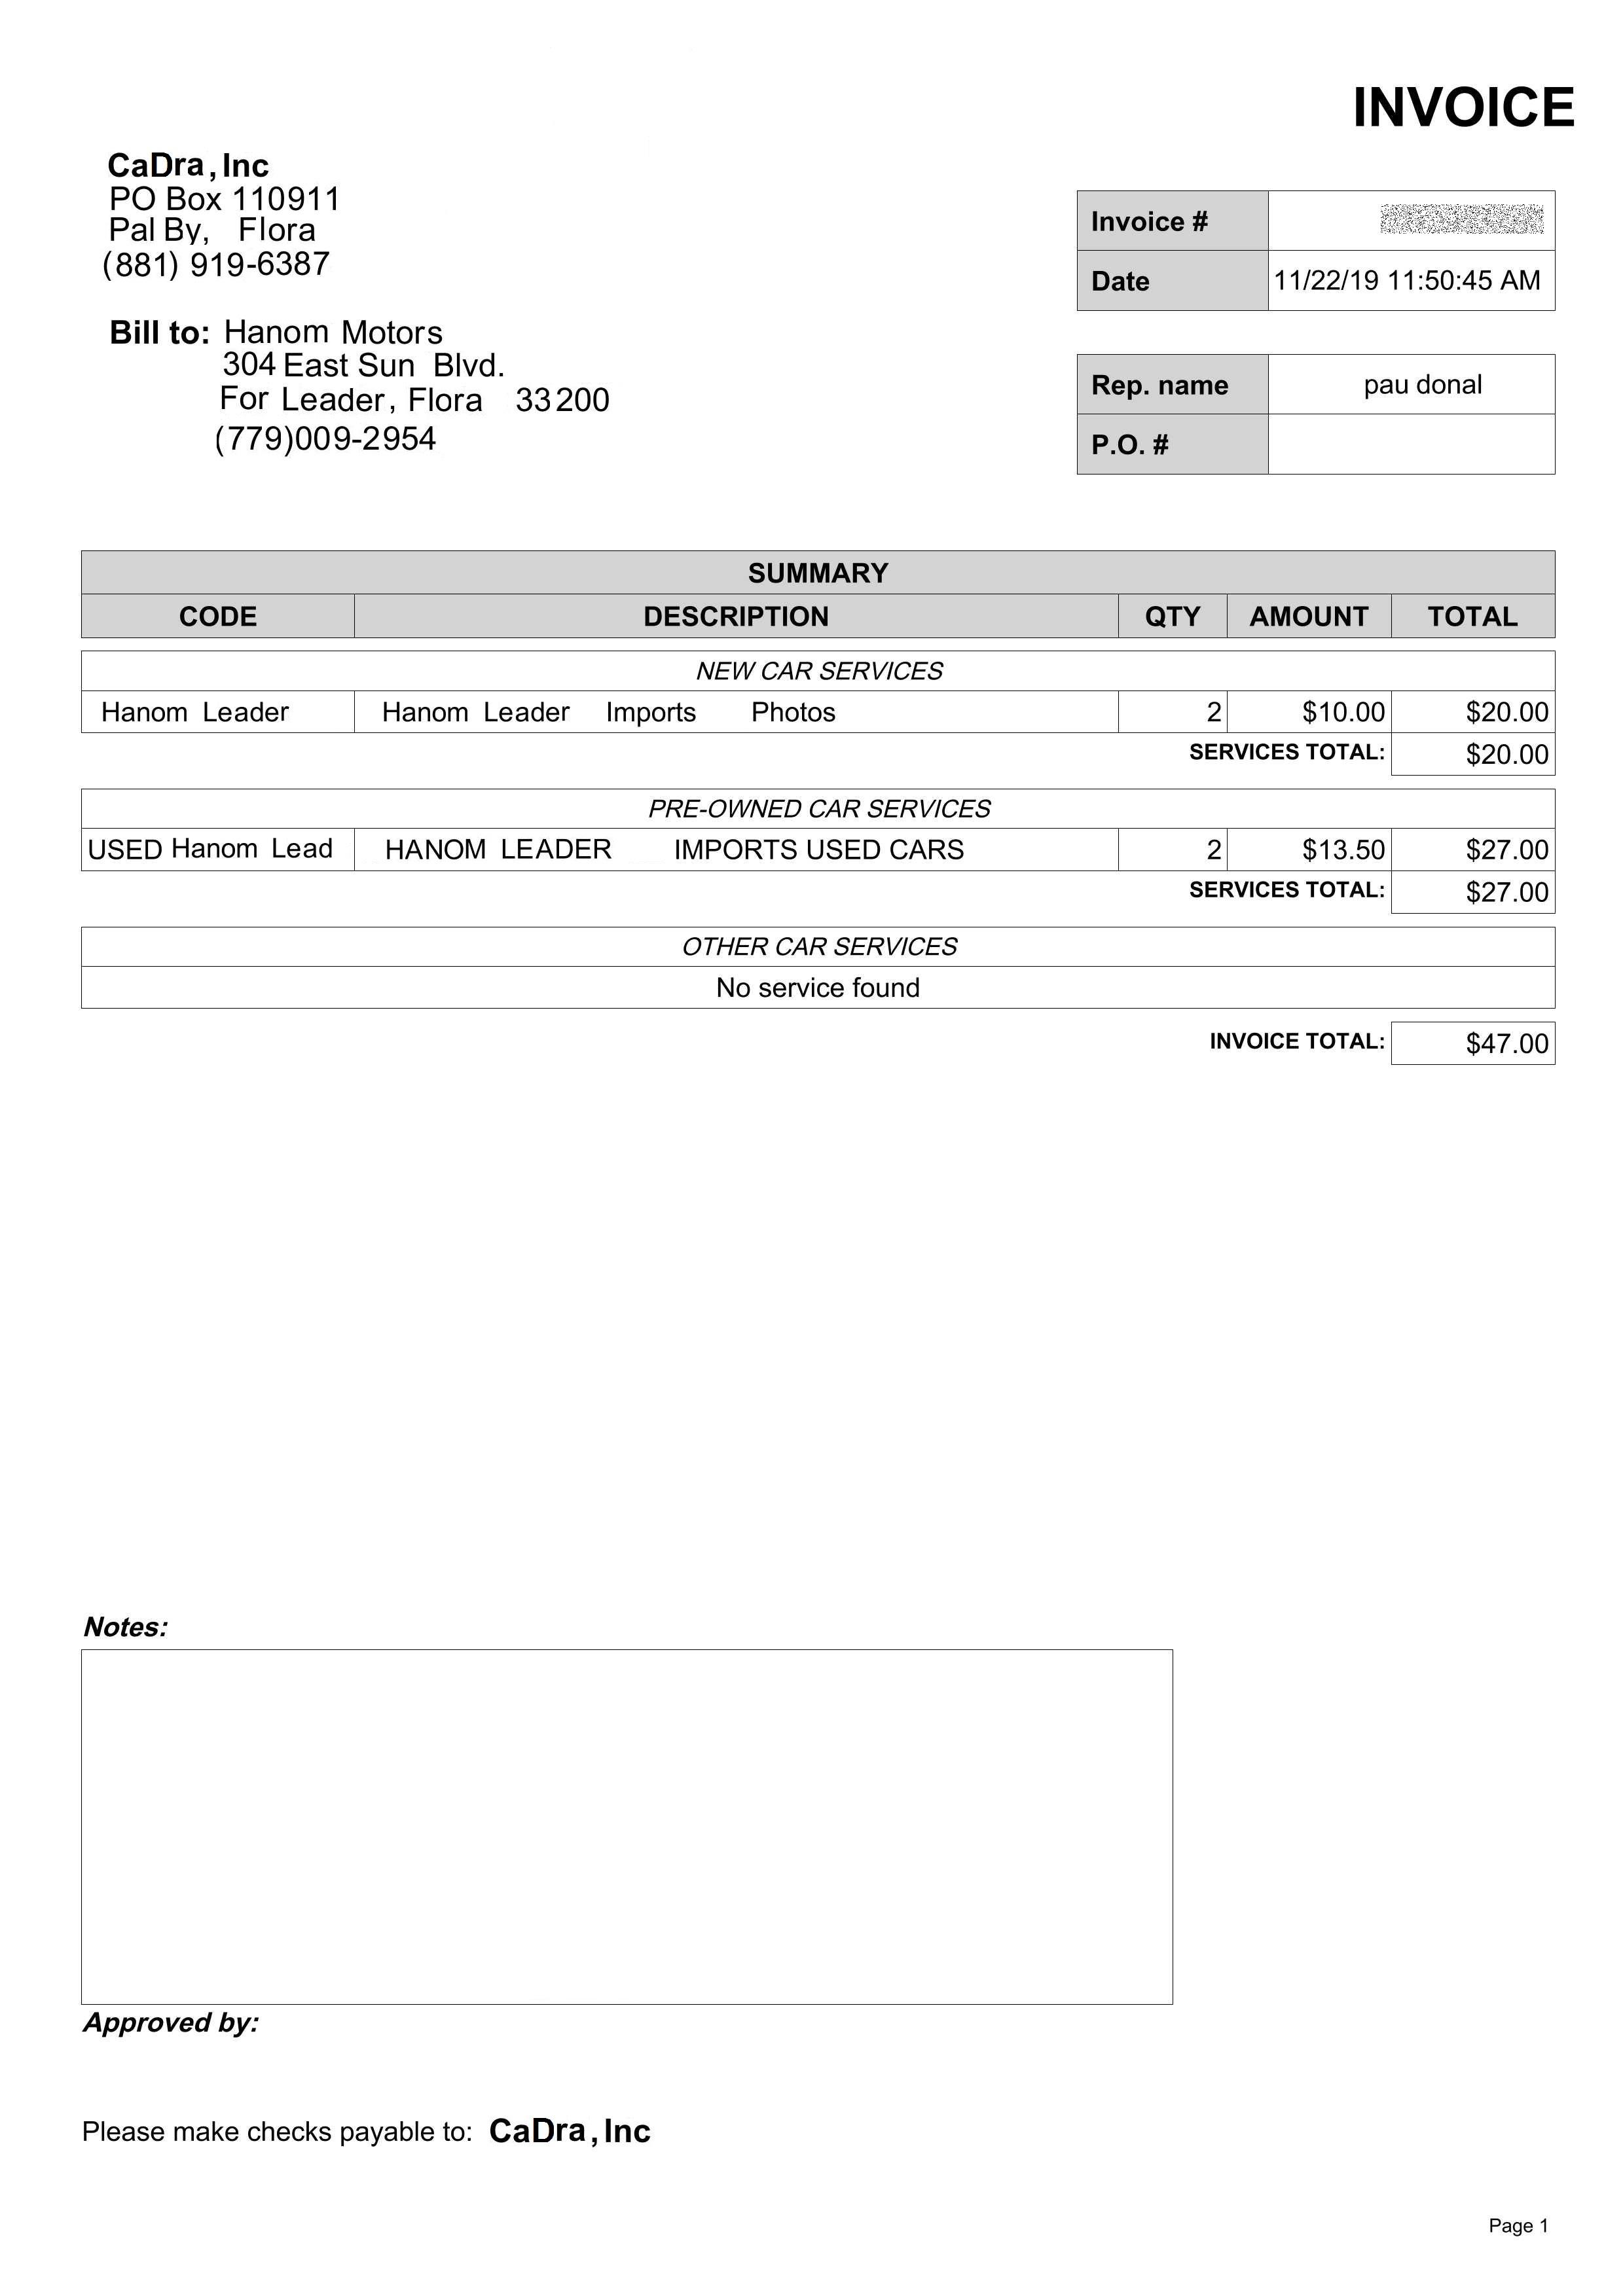 INVOICE
CaDra, Inc
PO Box 110911
Pal By, Flora
(881) 919-6387
Invoice #
Date 11/22/19 11:50:45 AM
Bill to: Hanom Motors
304 East Sun Blvd.
For Leader, Flora 33200
(779)009-2954
Rep. name pau donal
P.O. #
SUMMARY
CODE DESCRIPTION QTY AMOUNT TOTAL
NEW CAR SERVICES
Hanom Leader Hanom Leader Imports Photos 2 $10.00 $20.00
SERVICES TOTAL: $20.00
PRE-OWNED CAR SERVICES
USED Hanom Lead HANOM LEADER IMPORTS USED CARS 2 $13.50 $27.00
SERVICES TOTAL: $27.00
OTHER CAR SERVICES
No service found
INVOICE TOTAL: $47.00
Notes:
Approved by:
Please make checks payable to: CaDra, Inc
Page 1